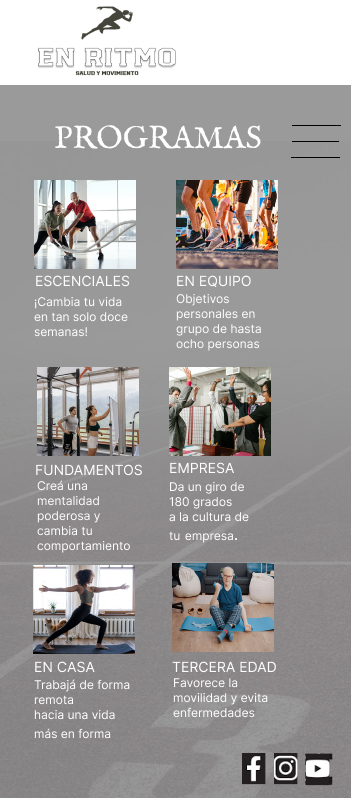 EN RITMO
SALUD Y MOVIMIENTO
PROGRAMAS
ESCENCIALES
¡Cambia tu vida
en tan solo doce
semanas!
EN EQUIPO
Objetivos
personales en
grupo de hasta
ocho personas
FUNDAMENTOS
Creá una
mentalidad
poderosa y
cambia tu
comportamiento
EMPRESA
Da un giro de
180 grados
a la cultura de
tu empresa.
EN CASA
Trabajá de forma
remota
hacia una vida
más en forma
TERCERA EDAD
Favorece la
movilidad y evita
enfermedades